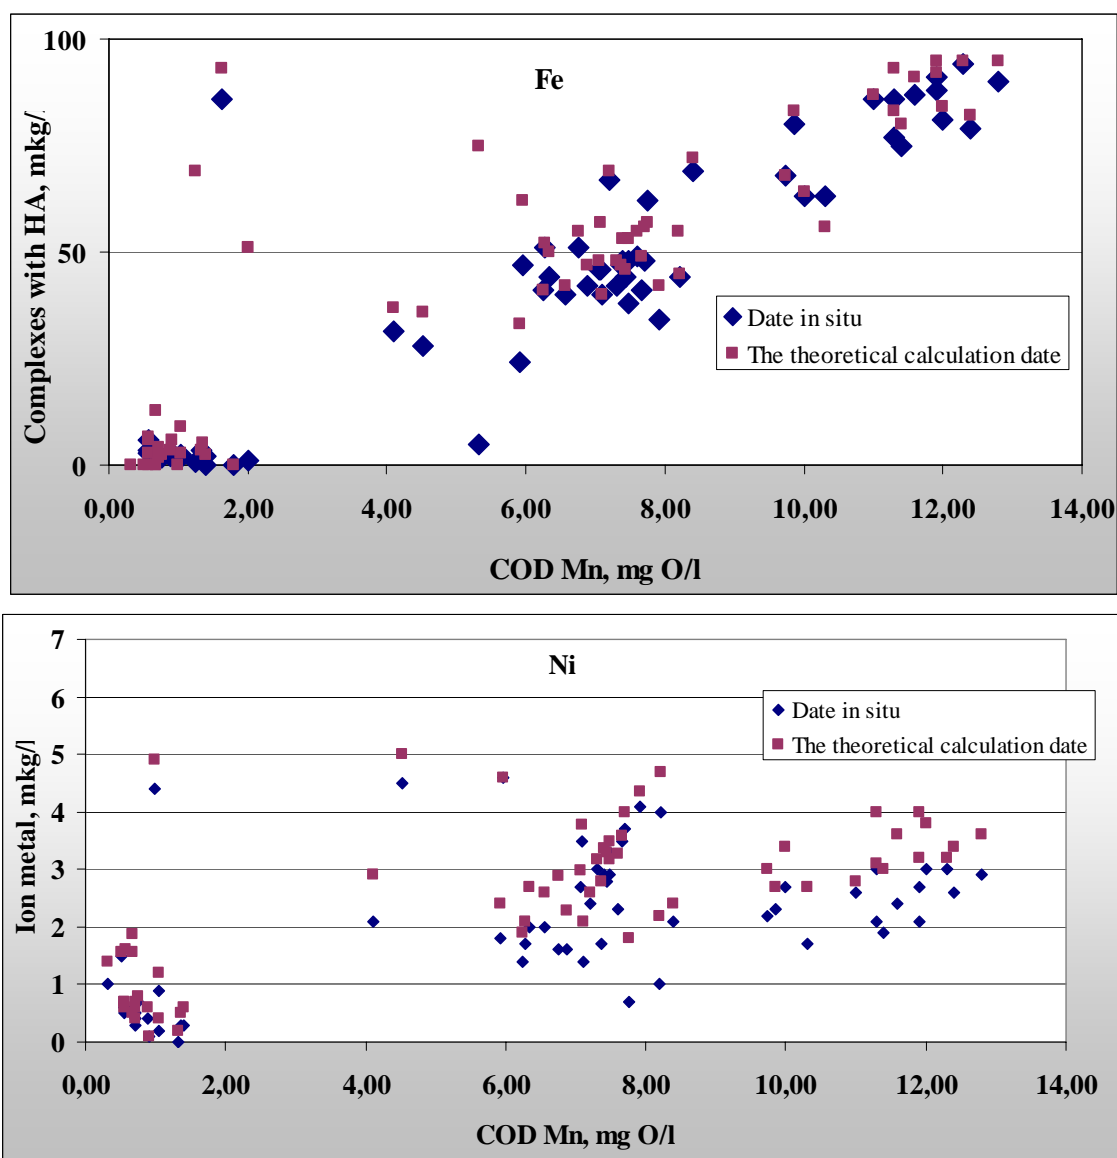 Fe
Complexes with HA, mkg/l
100
50
0
Date in situ
The theoretical calculation date
0,00 2,00 4,00 6,00 8,00 10,00 12,00 14,00
COD Mn, mg O/l
Ni
Ion metal, mkg/l
7
6
5
4
3
2
1
0
Date in situ
The theoretical calculation date
0,00 2,00 4,00 6,00 8,00 10,00 12,00 14,00
COD Mn, mg O/l